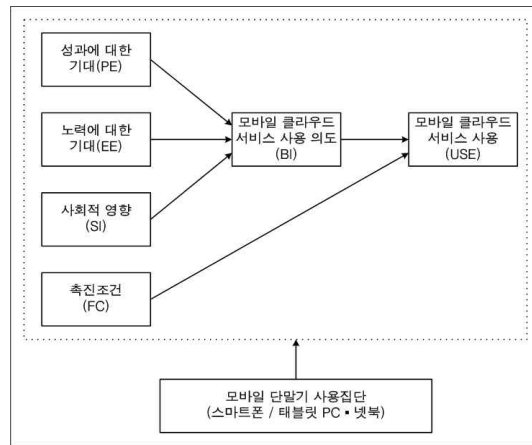 성과에 대한
기대(PE)
노력에 대한
기대(EE)
사회적 영향
(SI)
촉진조건
(FC)
모바일 클라우드
서비스 사용 의도
(BI)
모바일 클라우드
서비스 사용
(USE)
모바일 단말기 사용집단
(스마트폰 / 태블릿 PC▪넷북)